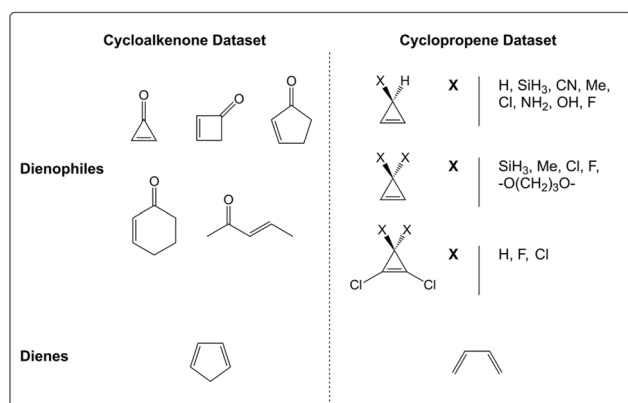 Cycloalkenone Dataset
Cyclopropene Dataset
Dienophiles
O
O
O
O
O
X H
X
H, SiH₃, CN, Me,
Cl, NH₂, OH, F
X X
X
SiH₃, Me, Cl, F,
-O(CH₂)₃O-
X X
Cl Cl
X
H, F, Cl
Dienes